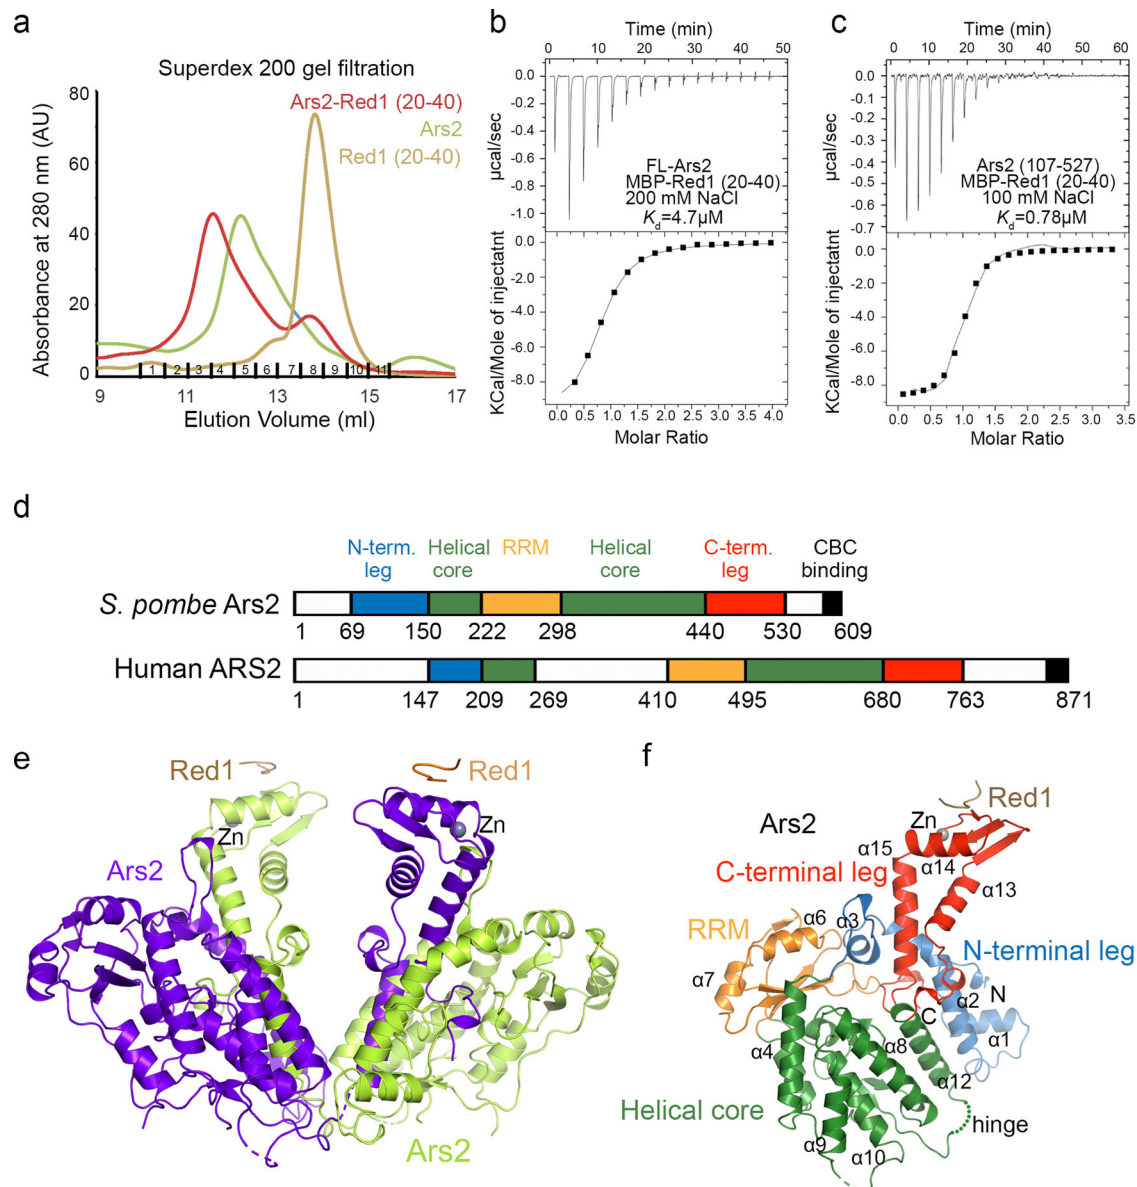 a
Superdex 200 gel filtration
Ars2-Red1 (20-40)
Ars2
Red1 (20-40)
Absorbance at 280 nm (AU)
80
60
40
20
0
1 2 3 4 5 6 7 8 9 10 11
9 11 13 15 17
Elution Volume (ml)
b
Time (min)
0 10 20 30 40 50
µcal/sec
0.0
-0.2
-0.4
-0.6
-0.8
-1.0
FL-Ars2
MBP-Red1 (20-40)
200 mM NaCl
Kd=4.7µM
KCal/Mole of injectatnt
0.0
-2.0
-4.0
-6.0
-8.0
0.0 0.5 1.0 1.5 2.0 2.5 3.0 3.5 4.0
Molar Ratio
c
Time (min)
0 10 20 30 40 50 60
µcal/sec
0.0
-0.1
-0.2
-0.3
-0.4
-0.5
-0.6
-0.7
Ars2 (107-527)
MBP-Red1 (20-40)
100 mM NaCl
Kd=0.78µM
KCal/Mole of injectatnt
0.0
-2.0
-4.0
-6.0
-8.0
0.0 0.5 1.0 1.5 2.0 2.5 3.0 3.5
Molar Ratio
d
N-term. leg
Helical core
RRM
Helical core
C-term. leg
CBC binding
S. pombe Ars2
1 69 150 222 298 440 530 609
Human ARS2
1 147 209 269 410 495 680 763 871
e
Red1
Red1
Zn
Zn
Ars2
Ars2
f
Red1
Ars2
Zn
α15
α14
C-terminal leg
α13
α6
α3
RRM
N-terminal leg
α7
N
α2
C
α1
α4
α8
α12
Helical core
hinge
α9
α10